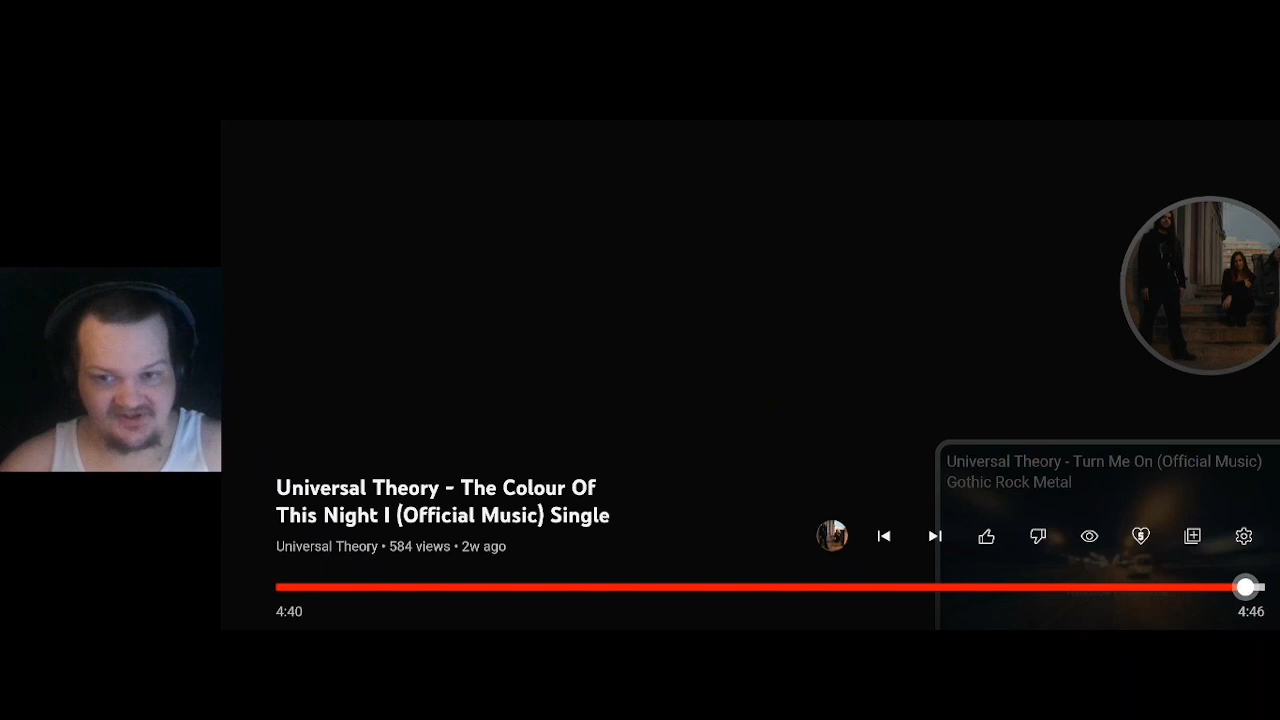 Universal Theory - Turn Me On (Official Music)
Gothic Rock Metal
Universal Theory - The Colour Of
This Night I (Official Music) Single
Universal Theory • 584 views • 2w ago
4:40
4:46